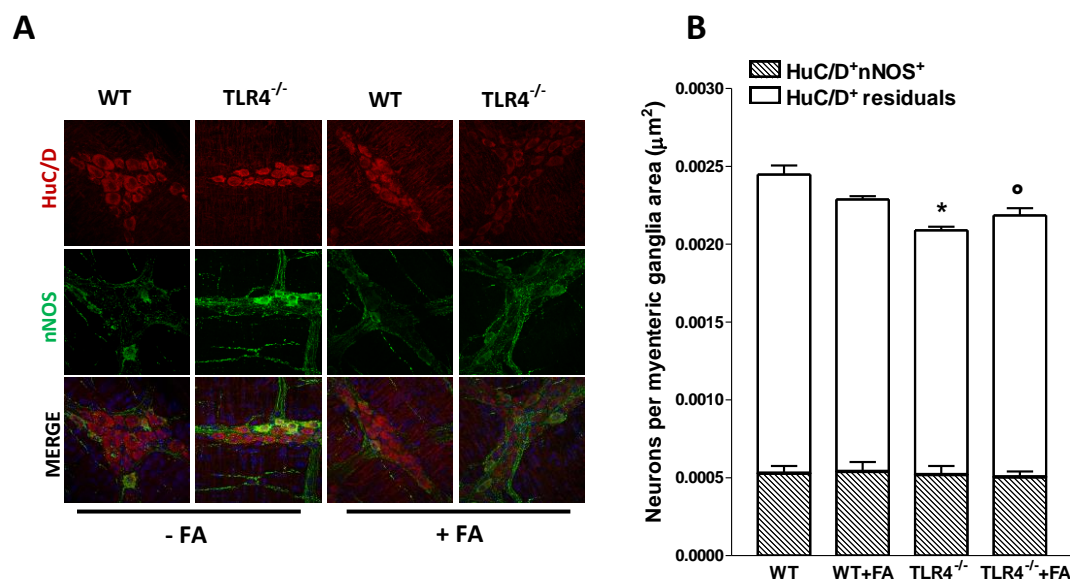 A
WT TLR4-/- WT TLR4-/-
HuC/D
nNOS
MERGE
- FA + FA
B
HuC/D+nNOS+
HuC/D+ residuals
Neurons per myenteric ganglia area (μm2)
0.0030
0.0025
0.0020
0.0015
0.0010
0.0005
0.0000
* °
WT WT+FA TLR4-/- TLR4-/-+FA